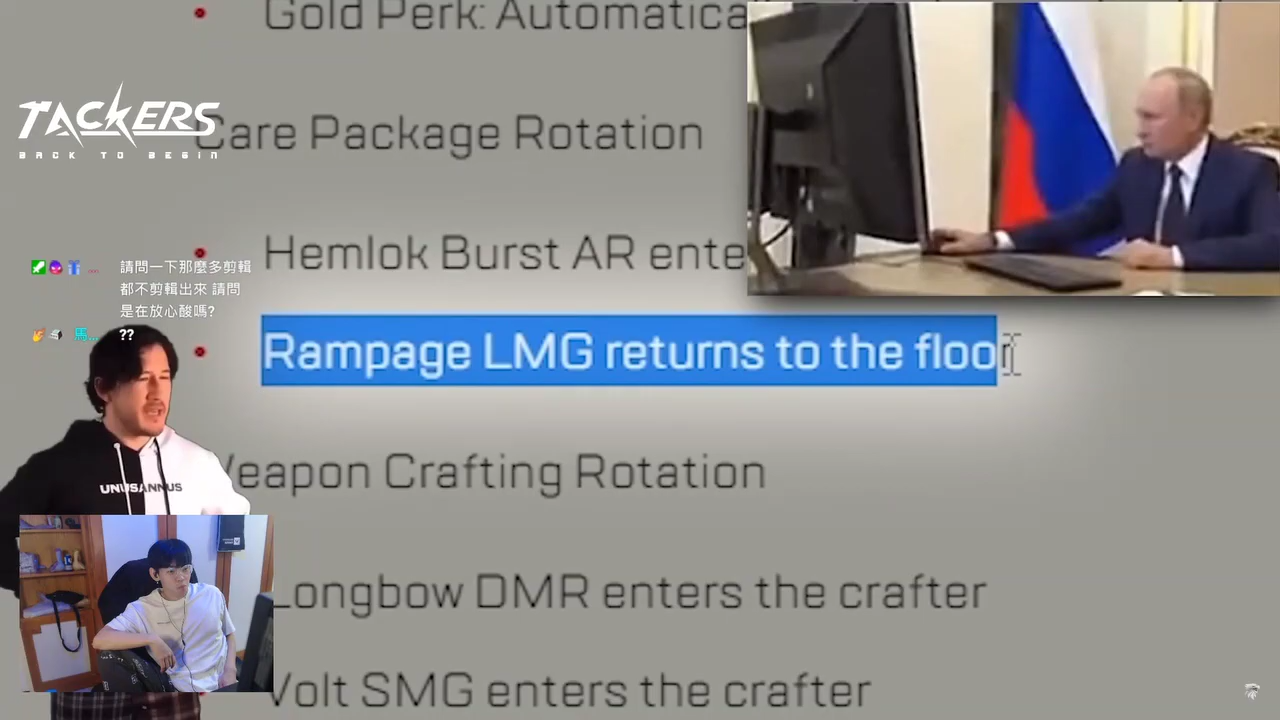 Gold Perk: Automatica
TACKERS
BACK TO BEGIN
Care Package Rotation
Hemlok Burst AR ente
請問一下那麼多剪輯
都不剪輯出來 請問
是在放心酸嗎?
馬... ??
Rampage LMG returns to the floor
Weapon Crafting Rotation
UNUSANNUS
Longbow DMR enters the crafter
Volt SMG enters the crafter